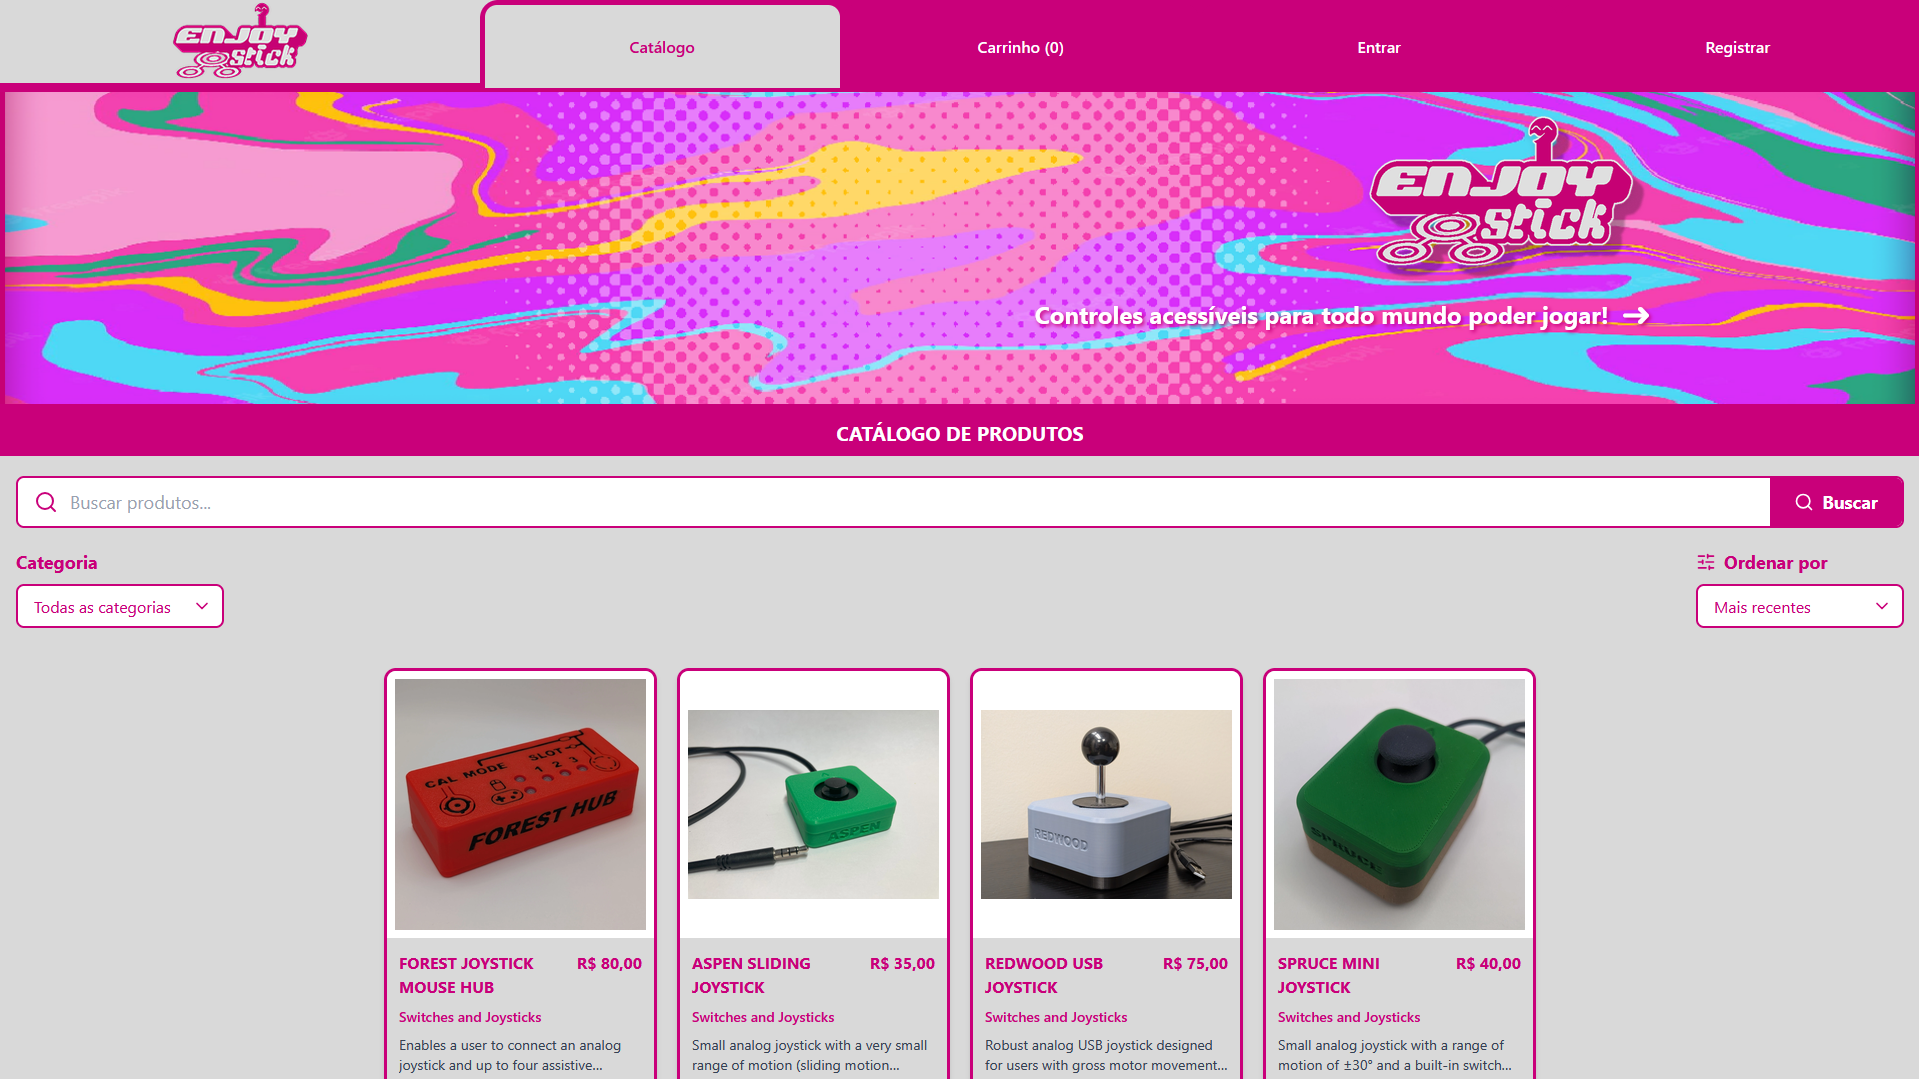 ENJOY
stick
Catálogo
Carrinho (0)
Entrar
Registrar
ENJOY
stick
Controles acessíveis para todo mundo poder jogar! →
CATÁLOGO DE PRODUTOS
Buscar produtos...
Buscar
Categoria
Ordenar por
Todas as categorias
Mais recentes
CAL MODE
SLOT
1 2 3
FOREST HUB
ASPEN
REDWOOD
SPRUCE
FOREST JOYSTICK
MOUSE HUB
R$ 80,00
Switches and Joysticks
Enables a user to connect an analog
joystick and up to four assistive...
ASPEN SLIDING
JOYSTICK
R$ 35,00
Switches and Joysticks
Small analog joystick with a very small
range of motion (sliding motion...
REDWOOD USB
JOYSTICK
R$ 75,00
Switches and Joysticks
Robust analog USB joystick designed
for users with gross motor movement...
SPRUCE MINI
JOYSTICK
R$ 40,00
Switches and Joysticks
Small analog joystick with a range of
motion of ±30° and a built-in switch...